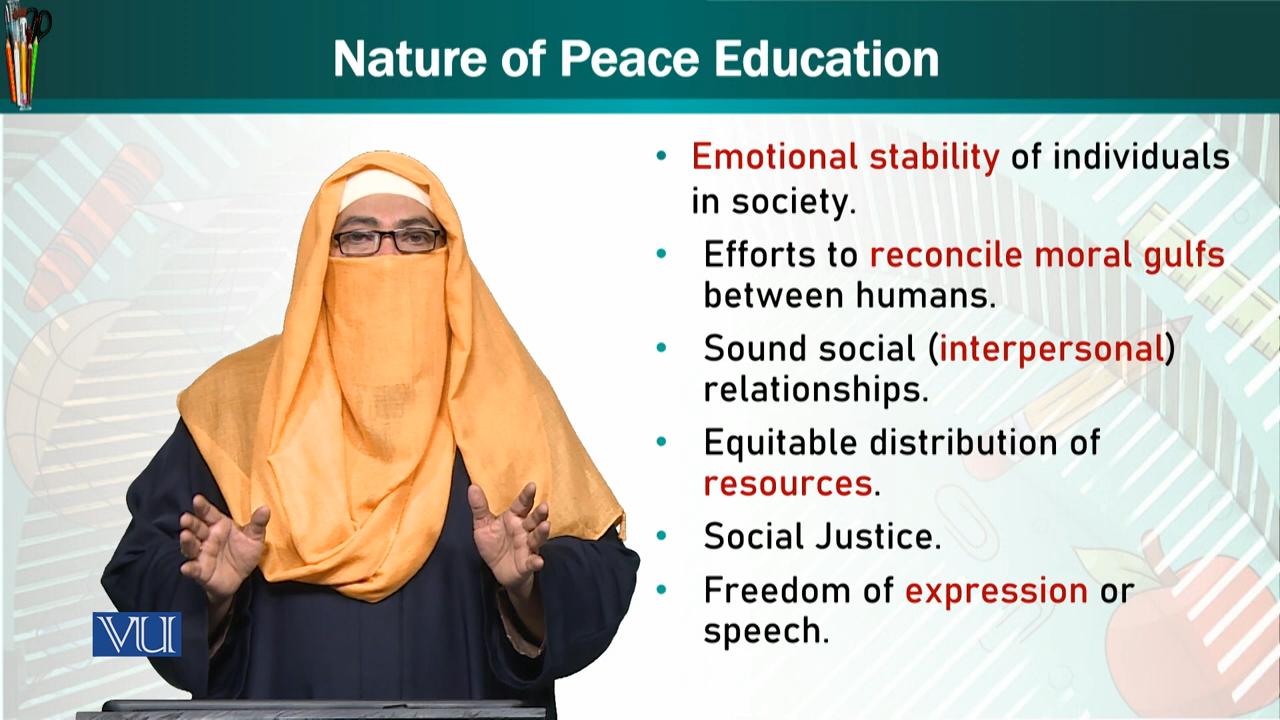 Nature of Peace Education
• Emotional stability of individuals
in society.
• Efforts to reconcile moral gulfs
between humans.
• Sound social (interpersonal)
relationships.
• Equitable distribution of
resources.
• Social Justice.
• Freedom of expression or
speech.
VU